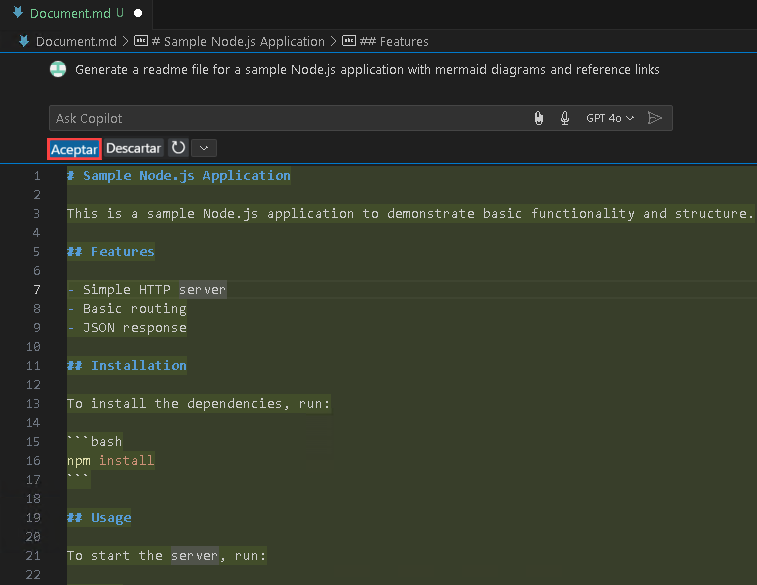 Document.md U
Document.md > # Sample Node.js Application > ## Features
Generate a readme file for a sample Node.js application with mermaid diagrams and reference links
Ask Copilot GPT 4o
Aceptar Descartar
1 # Sample Node.js Application
2
3 This is a sample Node.js application to demonstrate basic functionality and structure.
4
5 ## Features
6
7 - Simple HTTP server
8 - Basic routing
9 - JSON response
10
11 ## Installation
12
13 To install the dependencies, run:
14
15 ```bash
16 npm install
17 ```
18
19 ## Usage
20
21 To start the server, run:
22